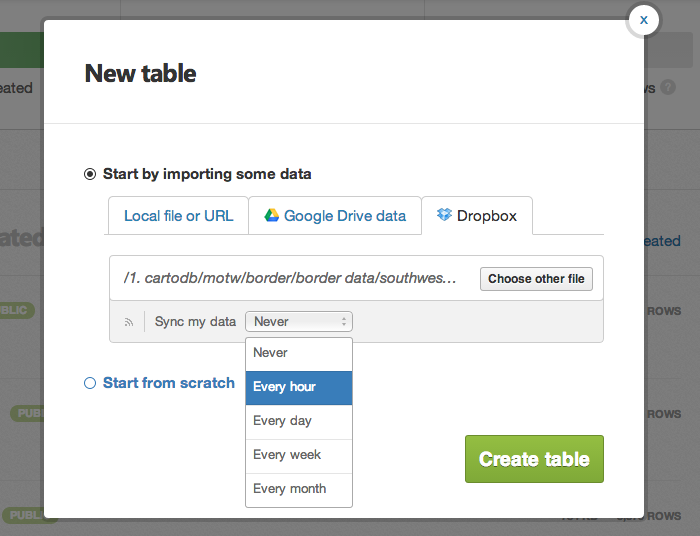 x
New table
Start by importing some data
Local file or URL
Google Drive data
Dropbox
/1. cartodb/motw/border/border data/southwes...
Choose other file
Sync my data
Never
Never
Every hour
Every day
Every week
Every month
Start from scratch
Create table
eated
ws ?
ated
eated
BLIC
ROWS
PUB
ROWS
PUBL
ROWS